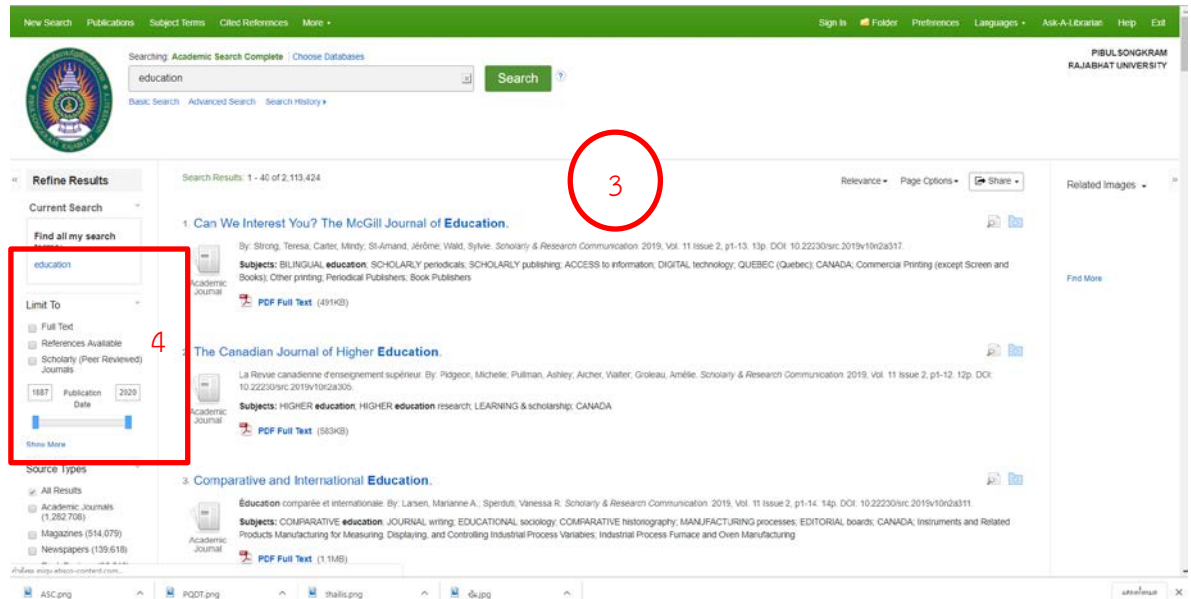 New Search Publications Subject Terms Cited References More
Sign In Folder Preferences Languages Ask-A-Librarian Help Exit
Searching: Academic Search Complete Choose Databases
PIBULSONGKRAM
RAJABHAT UNIVERSITY
education
Search
Basic Search Advanced Search Search History
Refine Results
Search Results: 1 - 40 of 2,113,424
3
Relevance Page Options Share
Related Images
Current Search
Find all my search
education
Find More
1. Can We Interest You? The McGill Journal of Education.
By: Strong, Teresa; Carter, Mindy; St-Amand, Jérôme; Wald, Sylvie. Scholarly & Research Communication. 2019, Vol. 11 Issue 2, p1-13. 13p. DOI: 10.22230/src.2019v10n2a317.
Subjects: BILINGUAL education; SCHOLARLY periodicals; SCHOLARLY publishing; ACCESS to information; DIGITAL technology; QUEBEC (Quebec); CANADA; Commercial Printing (except Screen and
Books); Other printing; Periodical Publishers; Book Publishers
Academic
Journal
PDF Full Text (491KB)
Limit To
Full Text
References Available
Scholarly (Peer Reviewed)
Journals
4
1887 Publication 2020
Date
Show More
2. The Canadian Journal of Higher Education.
La Revue canadienne d'enseignement supérieur. By: Pidgeon, Michelle; Pullman, Ashley; Archer, Walter; Groleau, Amélie. Scholarly & Research Communication. 2019, Vol. 11 Issue 2, p1-12. 12p. DOI:
10.22230/src.2019v10n2a305.
Subjects: HIGHER education; HIGHER education research; LEARNING & scholarship; CANADA
Academic
Journal
PDF Full Text (583KB)
Source Types
All Results
Academic Journals
(1,282,708)
Magazines (514,079)
Newspapers (139,618)
3. Comparative and International Education.
Éducation comparée et internationale. By: Larsen, Marianne A.; Sperduti, Vanessa R. Scholarly & Research Communication. 2019, Vol. 11 Issue 2, p1-14. 14p. DOI: 10.22230/src.2019v10n2a311.
Subjects: COMPARATIVE education; JOURNAL writing; EDUCATIONAL sociology; COMPARATIVE historiography; MANUFACTURING processes; EDITORIAL boards; CANADA; Instruments and Related
Products Manufacturing for Measuring, Displaying, and Controlling Industrial Process Variables; Industrial Process Furnace and Oven Manufacturing
Academic
Journal
PDF Full Text (1.1MB)
ASC.png PQDT.png thailis.png